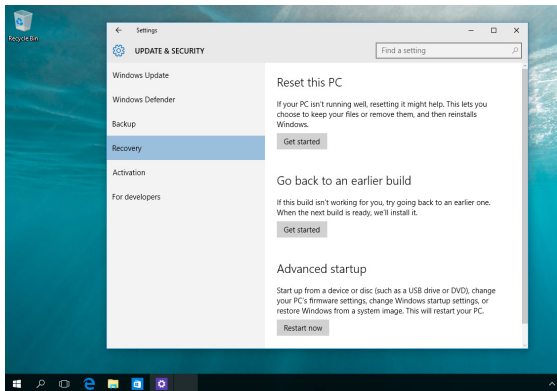 Recycle Bin
Settings
UPDATE & SECURITY
Find a setting
Windows Update
Windows Defender
Backup
Recovery
Activation
For developers
Reset this PC
If your PC isn't running well, resetting it might help. This lets you
choose to keep your files or remove them, and then reinstalls
Windows.
Get started
Go back to an earlier build
If this build isn't working for you, try going back to an earlier one.
When the next build is ready, we'll install it.
Get started
Advanced startup
Start up from a device or disc (such as a USB drive or DVD), change
your PC's firmware settings, change Windows startup settings, or
restore Windows from a system image. This will restart your PC.
Restart now